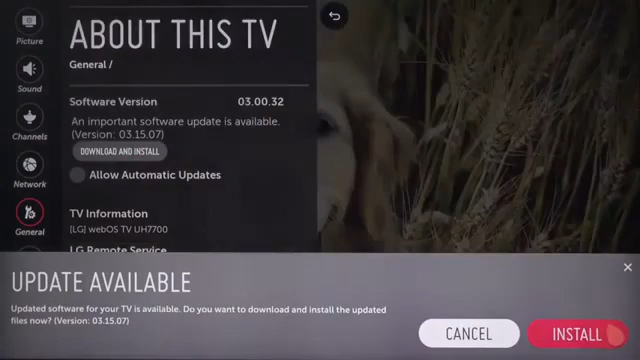 Picture
Sound
Channels
Network
General
ABOUT THIS TV
General /
Software Version 03.00.32
An important software update is available.
(Version: 03.15.07)
DOWNLOAD AND INSTALL
Allow Automatic Updates
TV Information
[LG] webOS TV UH7700
LG Remote Service
UPDATE AVAILABLE
Updated software for your TV is available. Do you want to download and install the updated
files now? (Version: 03.15.07)
CANCEL
INSTALL